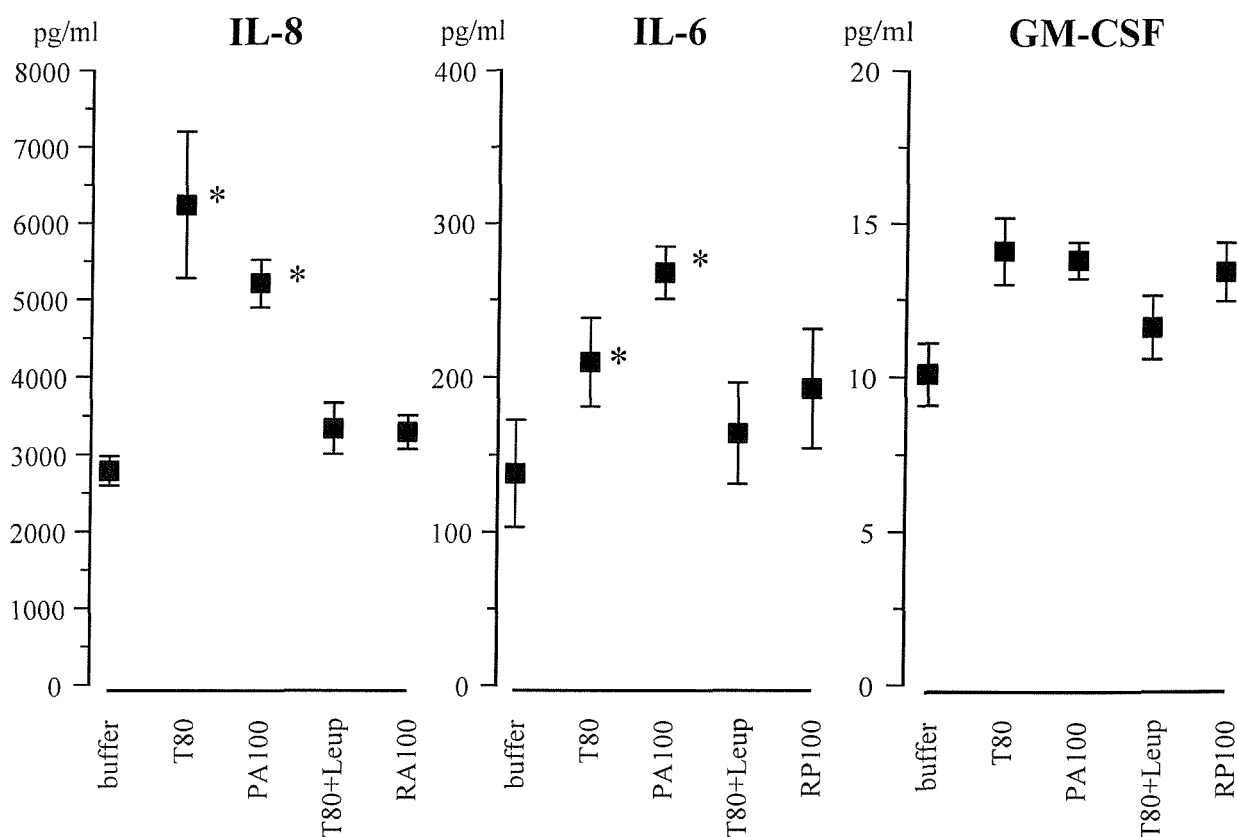 pg/ml IL-8
8000
7000
6000
5000
4000
3000
2000
1000
0
*
*
buffer
T80
PA100
T80+Leup
RA100
pg/ml IL-6
400
300
200
100
0
*
*
buffer
T80
PA100
T80+Leup
RP100
pg/ml GM-CSF
20
15
10
5
0
buffer
T80
PA100
T80+Leup
RP100